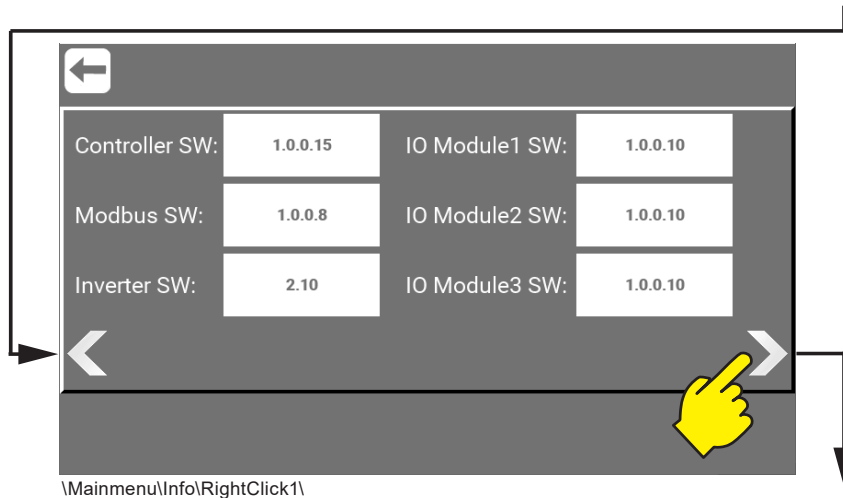 Controller SW: 1.0.0.15 IO Module1 SW: 1.0.0.10
Modbus SW: 1.0.0.8 IO Module2 SW: 1.0.0.10
Inverter SW: 2.10 IO Module3 SW: 1.0.0.10
\Mainmenu\Info\RightClick1\